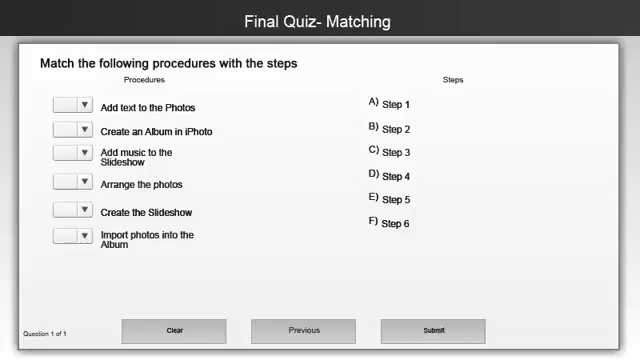 Final Quiz- Matching
Match the following procedures with the steps
Procedures
Steps
Add text to the Photos
A) Step 1
Create an Album in iPhoto
B) Step 2
Add music to the
Slideshow
C) Step 3
Arrange the photos
D) Step 4
Create the Slideshow
E) Step 5
Import photos into the
Album
F) Step 6
Question 1 of 1
Clear
Previous
Submit